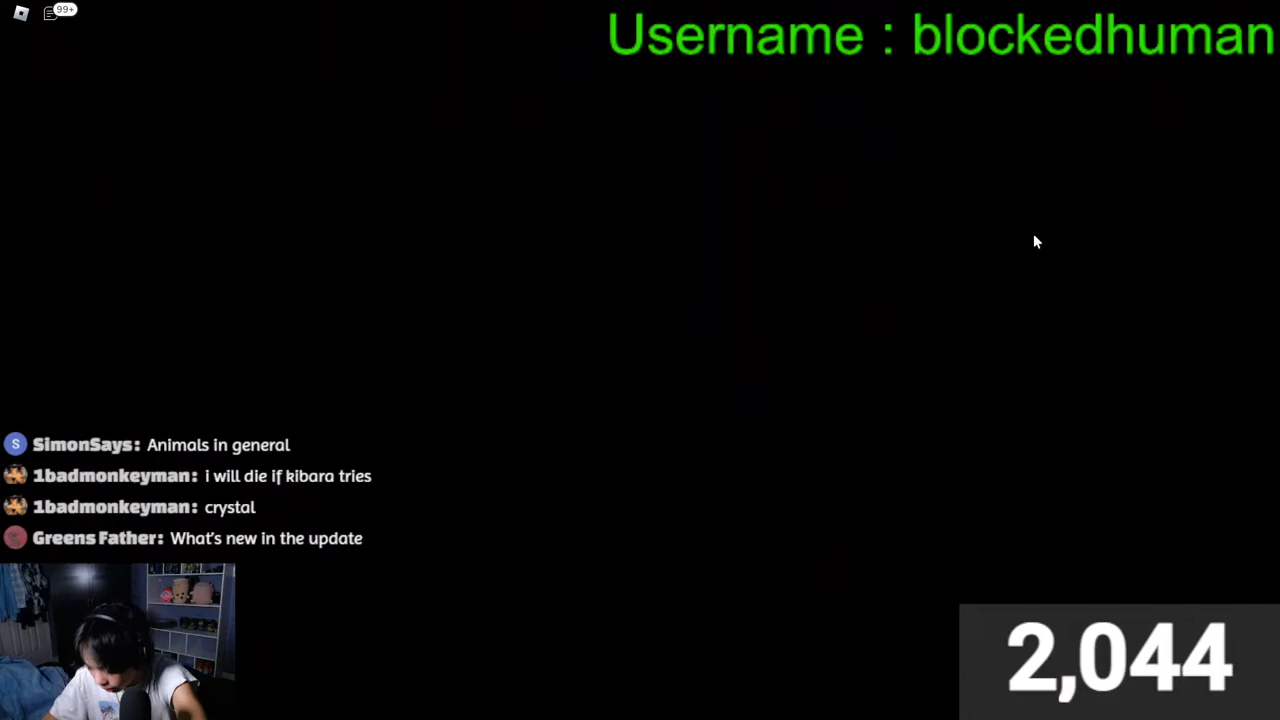 99+
Username : blockedhuman
S SimonSays: Animals in general
1badmonkeyman: i will die if kibara tries
1badmonkeyman: crystal
Greens Father: What's new in the update
2,044